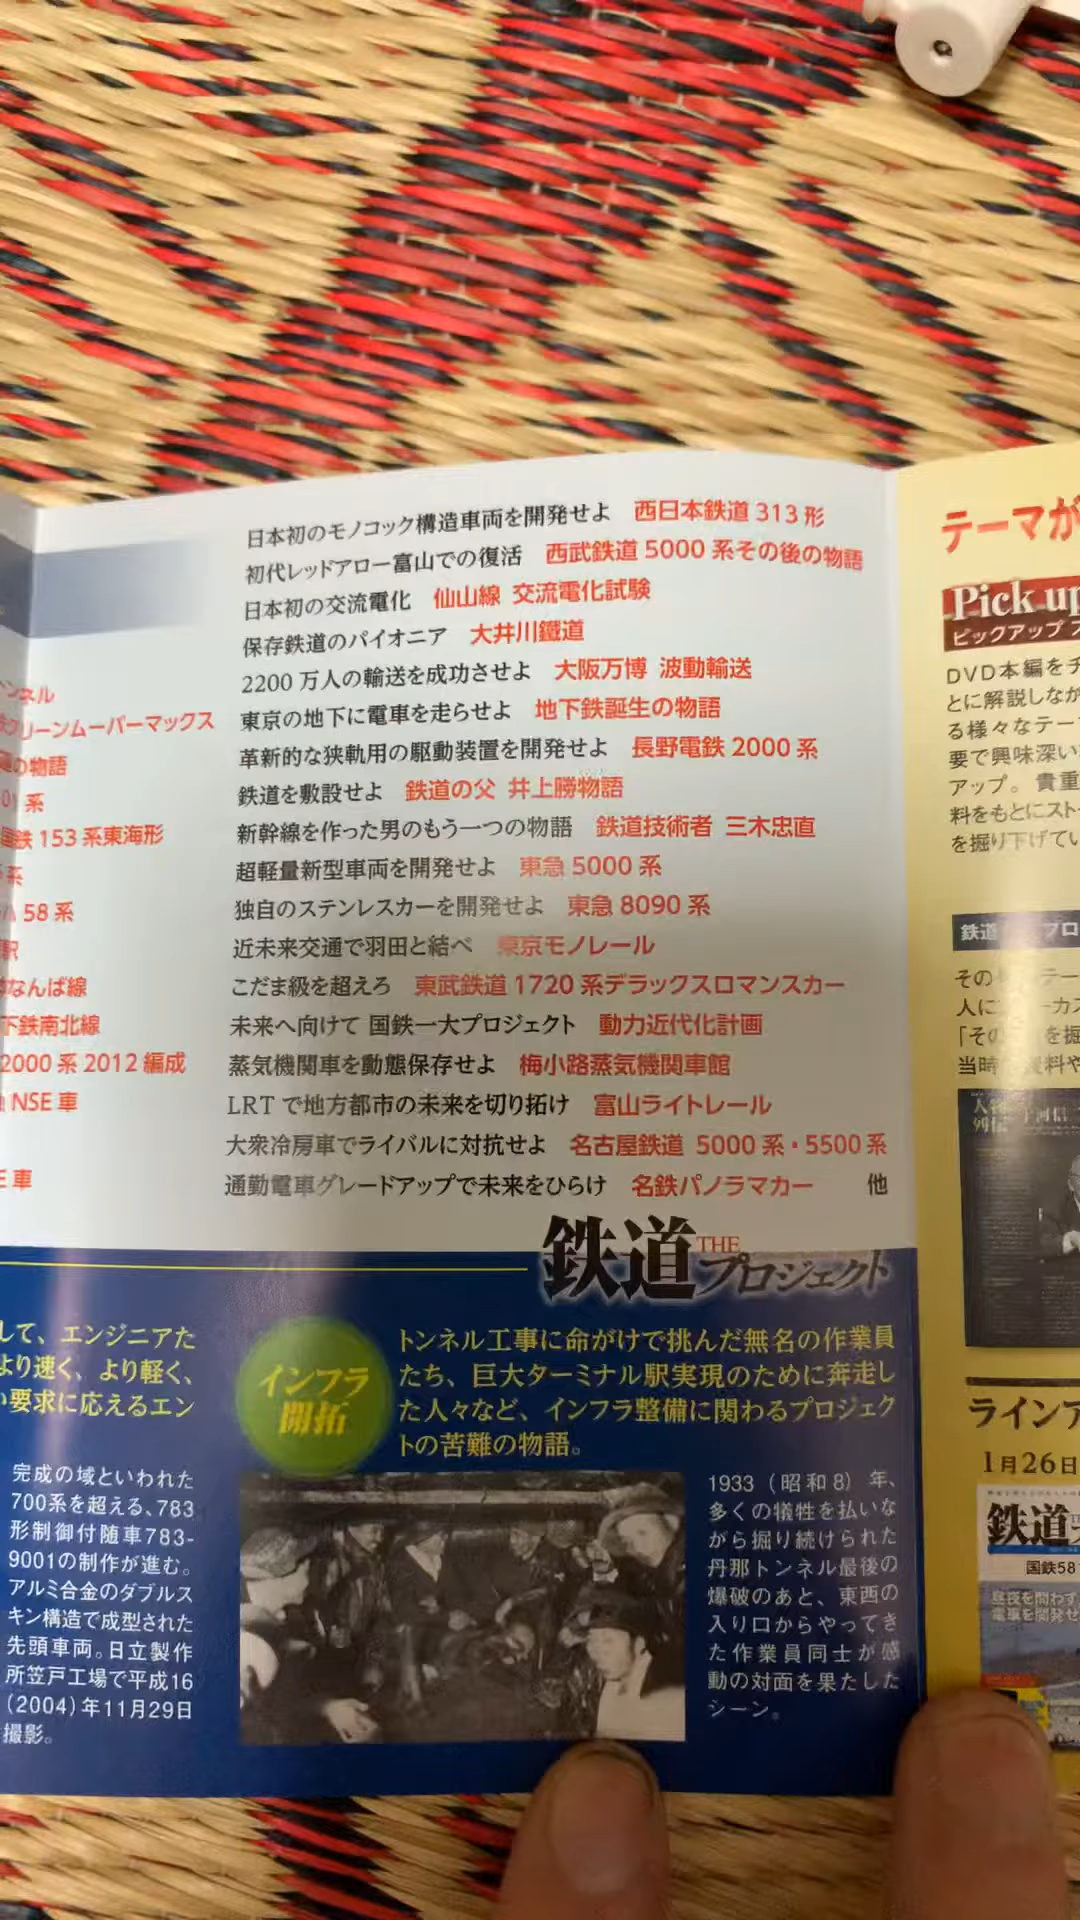 日本初のモノコック構造車両を開発せよ 西日本鉄道 313 形
初代レッドアロー富山での復活 西武鉄道 5000 系その後の物語
日本初の交流電化 仙山線 交流電化試験
保存鉄道のパイオニア 大井川鐵道
2200 万人の輸送を成功させよ 大阪万博 波動輸送
東京の地下に電車を走らせよ 地下鉄誕生の物語
革新的な狭軌用の駆動装置を開発せよ 長野電鉄 2000 系
鉄道を敷設せよ 鉄道の父 井上勝物語
新幹線を作った男のもう一つの物語 鉄道技術者 三木忠直
超軽量新型車両を開発せよ 東急 5000 系
独自のステンレスカーを開発せよ 東急 8090 系
近未来交通で羽田と結べ 東京モノレール
こだま級を超えろ 東武鉄道 1720 系デラックスロマンスカー
未来へ向けて 国鉄一大プロジェクト 動力近代化計画
蒸気機関車を動態保存せよ 梅小路蒸気機関車館
LRT で地方都市の未来を切り拓け 富山ライトレール
大衆冷房車でライバルに対抗せよ 名古屋鉄道 5000 系・5500 系
通勤電車グレードアップで未来をひらけ 名鉄パノラマカー 他
ンネル
リーンムーバーマックス
の物語
01 系
国鉄 153 系東海形
系
58 系
駅
なんば線
下鉄南北線
2000 系 2012 編成
NSE 車
車
鉄道 THE プロジェクト
して、エンジニアた
より速く、より軽く、
い要求に応えるエン
完成の域といわれた
700系を超える、783
形制御付随車783-
9001の制作が進む。
アルミ合金のダブルス
キン構造で成型された
先頭車両。日立製作
所笠戸工場で平成16
(2004)年11月29日
撮影。
インフラ
開拓
トンネル工事に命がけで挑んだ無名の作業員
たち、巨大ターミナル駅実現のために奔走し
た人々など、インフラ整備に関わるプロジェク
トの苦難の物語。
1933（昭和8）年、
多くの犠牲を払いな
がら掘り続けられた
丹那トンネル最後の
爆破のあと、東西の
入り口からやってき
た作業員同士が感
動の対面を果たした
シーン。
テーマが
Pick up
ピックアップ
DVD本編をチ
とに解説しなが
る様々なテー
要で興味深い
アップ。貴重
料をもとにスト
を掘り下げてい
鉄道 プロ
その テー
人に ーカス
「その を掘
当時 資料や
列伝
ラインア
1月26日
鉄道
国鉄58
昼夜を問わず
電車を開発せ